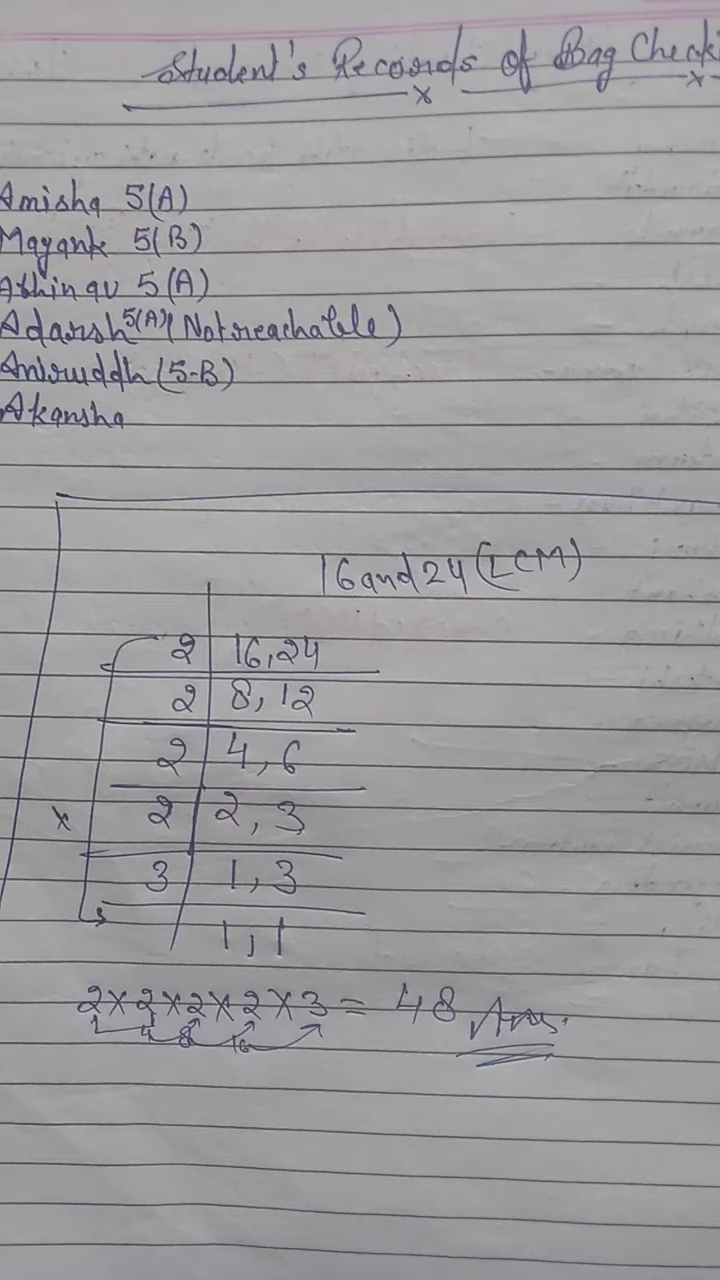 Student's Records of Bag Checki
Amisha 5(A)
Mayank 5(B)
Abhinav 5(A)
Adarsh 5(A) (Not reachable)
Aniruddh (5-B)
Akansha
16 and 24 (LCM)
2 | 16, 24
2 | 8, 12
2 | 4, 6
x 2 | 2, 3
3 | 1, 3
1, 1
2 × 2 × 2 × 2 × 3 = 48 Ans.
4 8 16